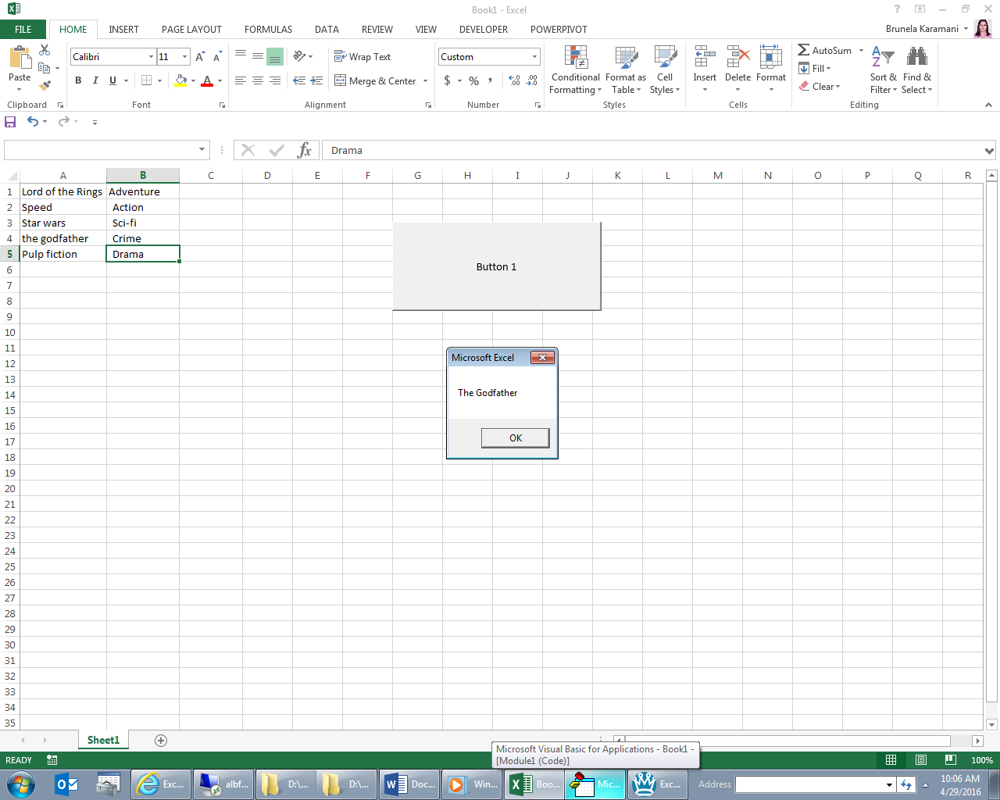 Book1 - Excel
FILE HOME INSERT PAGE LAYOUT FORMULAS DATA REVIEW VIEW DEVELOPER POWERPIVOT Brunela Karamani
Paste
Calibri 11
B I U
Wrap Text
Merge & Center
Custom
$ % ,
Conditional Formatting
Format as Table
Cell Styles
Insert Delete Format
AutoSum
Fill
Clear
Sort & Filter
Find & Select
Clipboard Font Alignment Number Styles Cells Editing
fx Drama
A B C D E F G H I J K L M N O P Q R
1 Lord of the Rings Adventure
2 Speed Action
3 Star wars Sci-fi
4 the godfather Crime
5 Pulp fiction Drama
6
7
8
9
10
11
12
13
14
15
16
17
18
19
20
21
22
23
24
25
26
27
28
29
30
31
32
33
34
35
Button 1
Microsoft Excel
The Godfather
OK
Sheet1
Microsoft Visual Basic for Applications - Book1 -
[Module1 (Code)]
READY 100%
Exc... albf... D:\... D:\... Doc... Win... Boo... Mic... Exc... Address 10:06 AM
4/29/2016